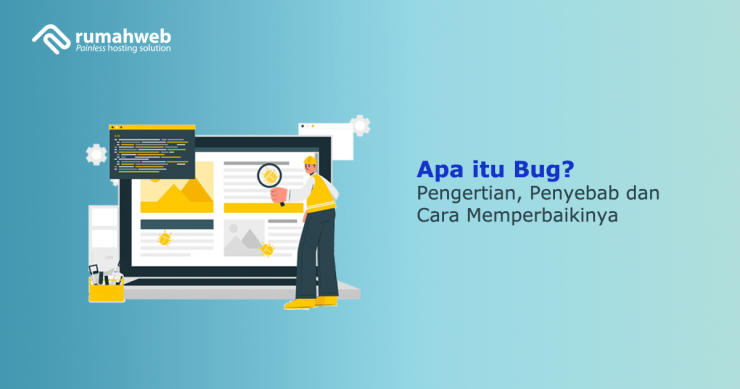 rumahweb
Painless hosting solution
Apa itu Bug?
Pengertian, Penyebab dan
Cara Memperbaikinya